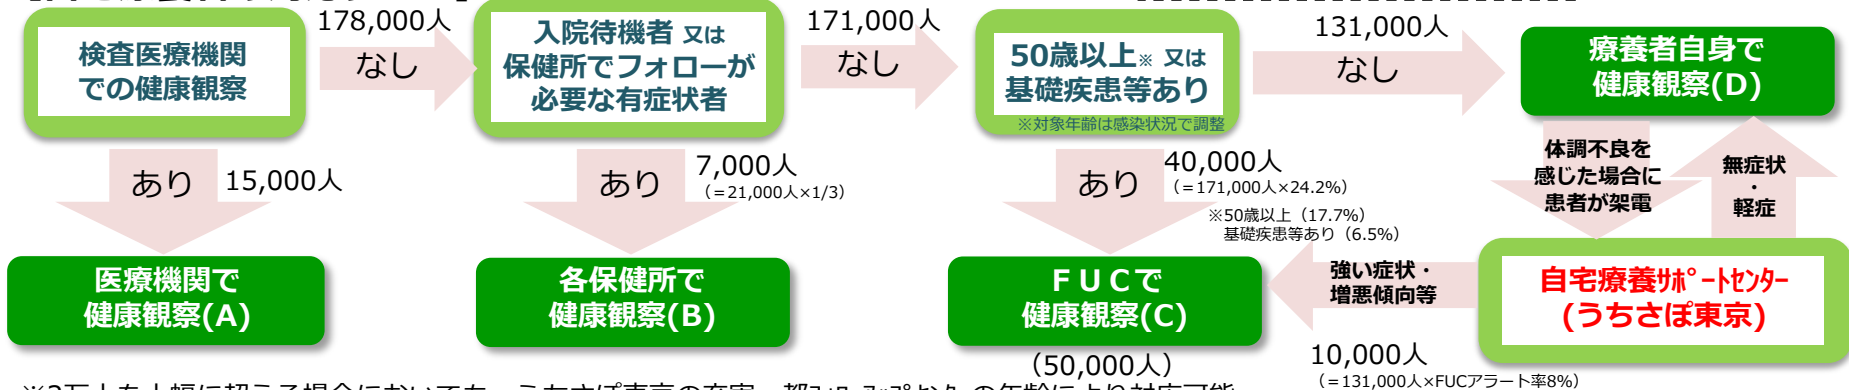 178,000人
171,000人
131,000人
検査医療機関
での健康観察
なし
入院待機者 又は
保健所でフォローが
必要な有症状者
なし
50歳以上※ 又は
基礎疾患等あり
※対象年齢は感染状況で調整
なし
療養者自身で
健康観察(D)
あり
15,000人
あり
7,000人
(=21,000人×1/3)
あり
40,000人
(=171,000人×24.2%)
※50歳以上（17.7%）
基礎疾患等あり（6.5%）
体調不良を
感じた場合に
患者が架電
無症状
・
軽症
医療機関で
健康観察(A)
各保健所で
健康観察(B)
ＦＵＣで
健康観察(C)
(50,000人)
強い症状・
増悪傾向等
自宅療養ｻﾎﾟｰﾄｾﾝﾀｰ
(うちさぽ東京)
10,000人
(=131,000人×FUCアラート率8%)